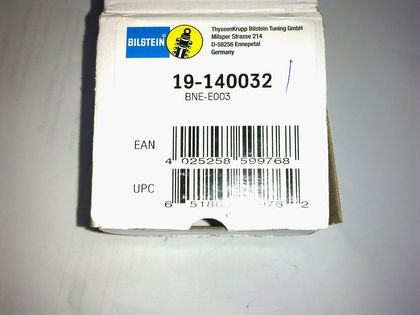 BILSTEIN
ThyssenKrupp Bilstein Tuning GmbH
Milsper Strasse 214
D-58256 Ennepetal
Germany
19-140032
BNE-E003
EAN
4 025258 599768
UPC